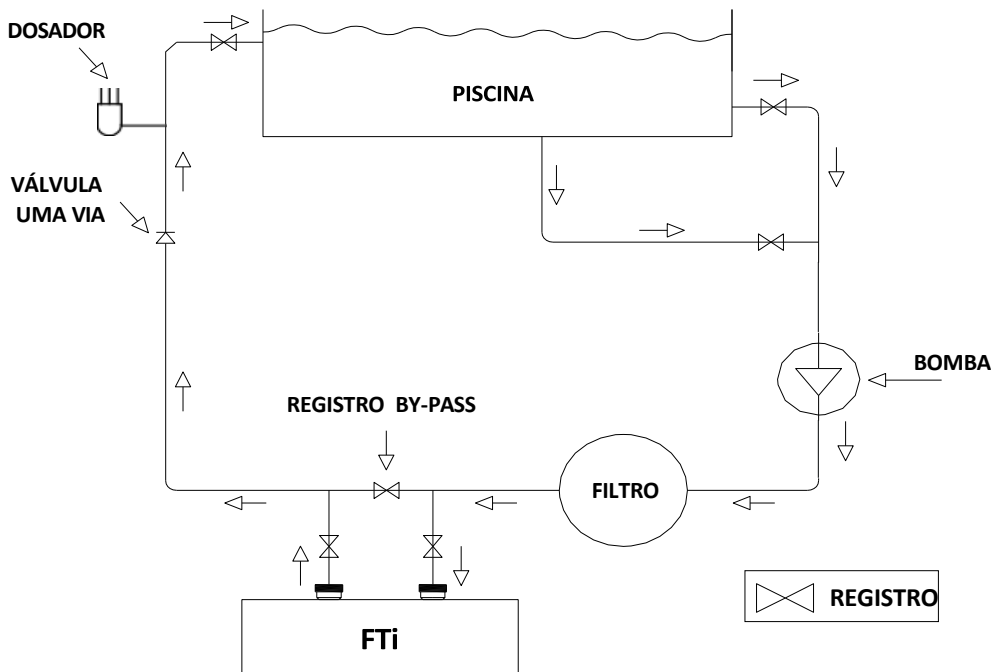 DOSADOR
PISCINA
VÁLVULA
UMA VIA
BOMBA
REGISTRO BY-PASS
FILTRO
REGISTRO
FTi